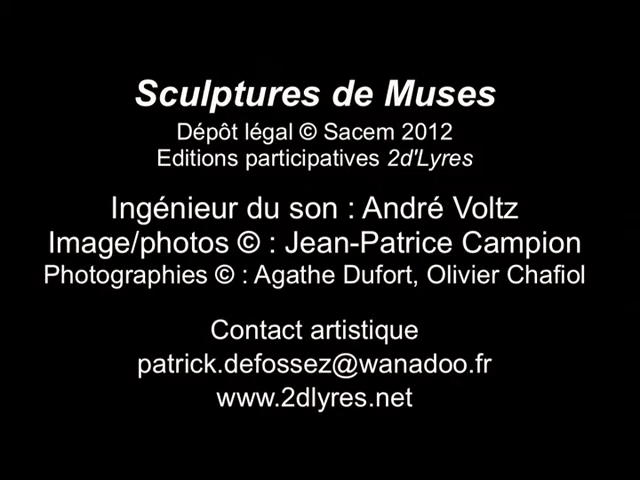 Sculptures de Muses
Dépôt légal © Sacem 2012
Editions participatives 2d'Lyres
Ingénieur du son : André Voltz
Image/photos © : Jean-Patrice Campion
Photographies © : Agathe Dufort, Olivier Chafiol
Contact artistique
patrick.defossez@wanadoo.fr
www.2dlyres.net